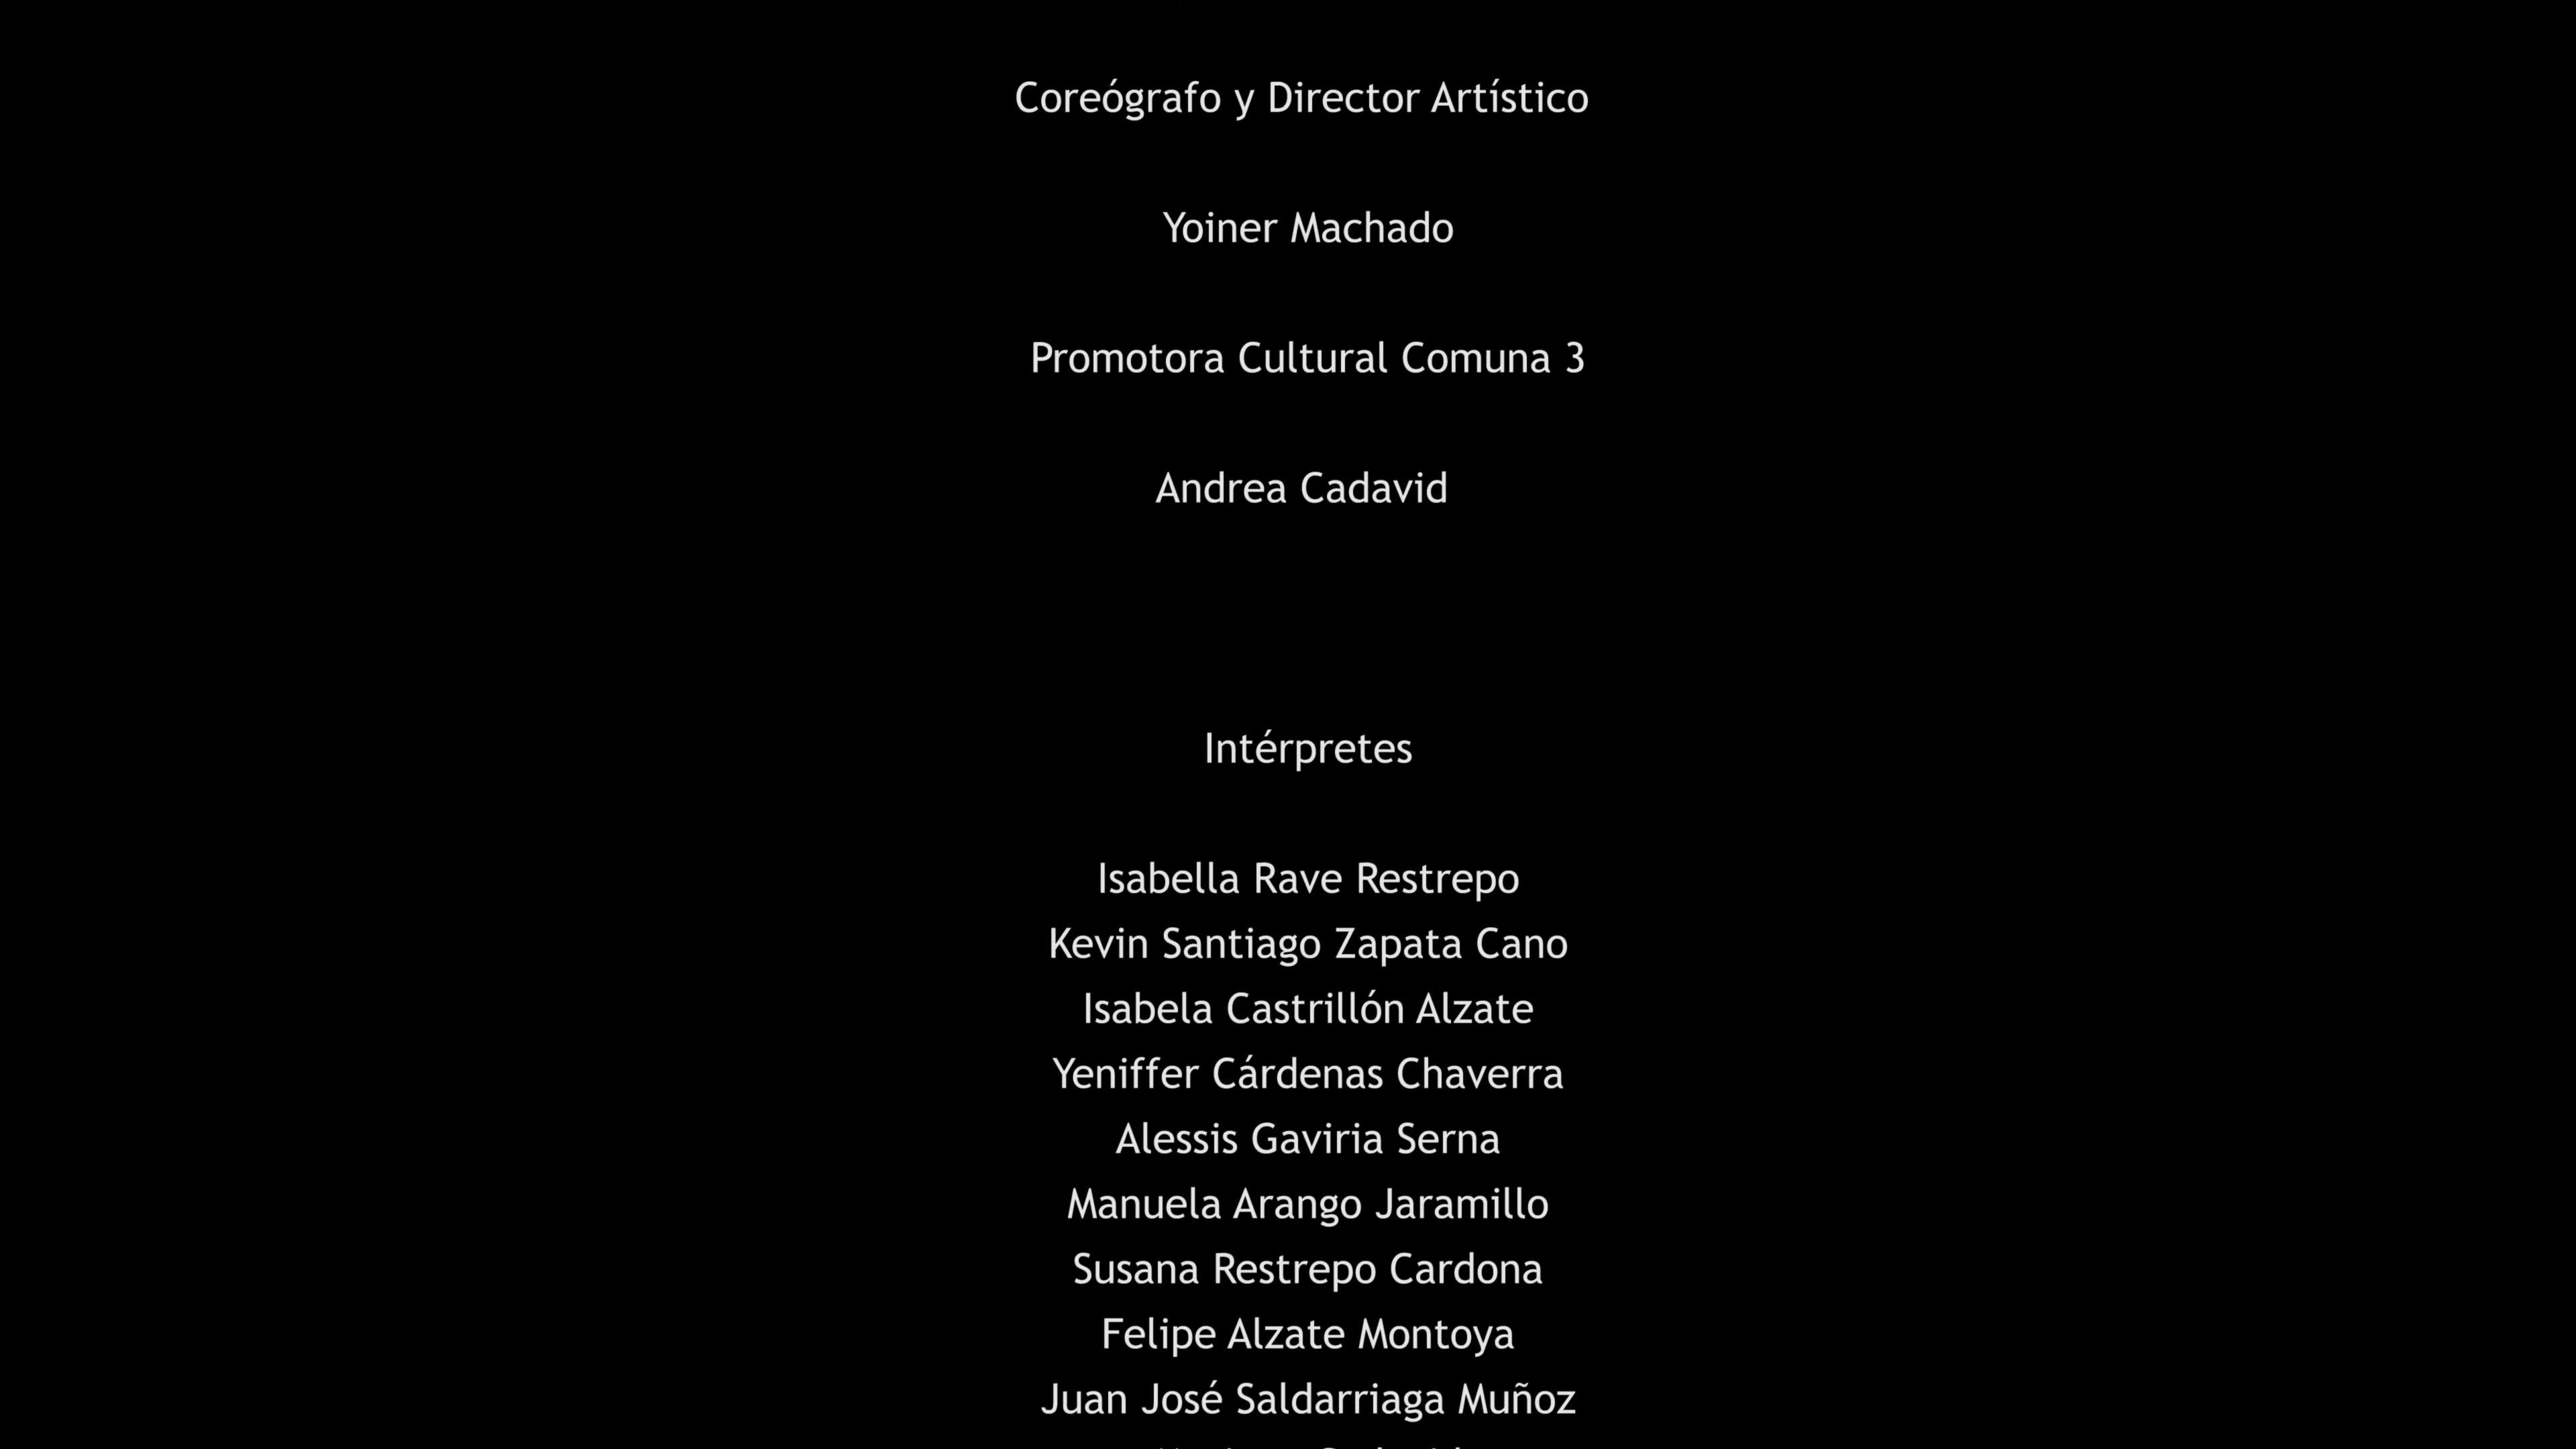 Coreógrafo y Director Artístico
Yoiner Machado
Promotora Cultural Comuna 3
Andrea Cadavid
Intérpretes
Isabella Rave Restrepo
Kevin Santiago Zapata Cano
Isabela Castrillón Alzate
Yeniffer Cárdenas Chaverra
Alessis Gaviria Serna
Manuela Arango Jaramillo
Susana Restrepo Cardona
Felipe Alzate Montoya
Juan José Saldarriaga Muñoz